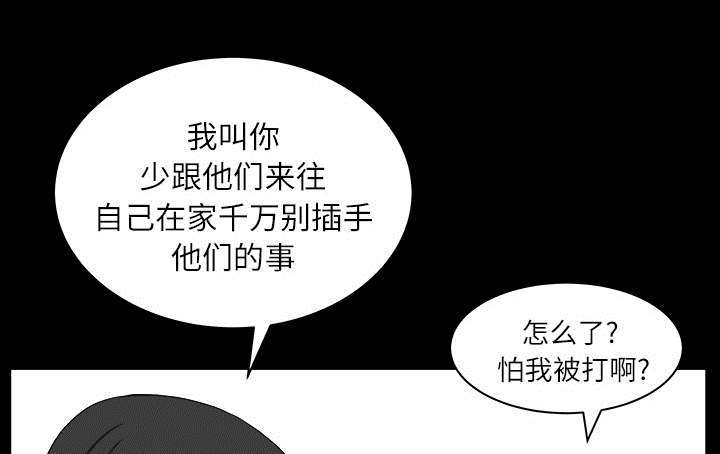 我叫你
少跟他们来往
自己在家千万别插手
他们的事
怎么了?
怕我被打啊?